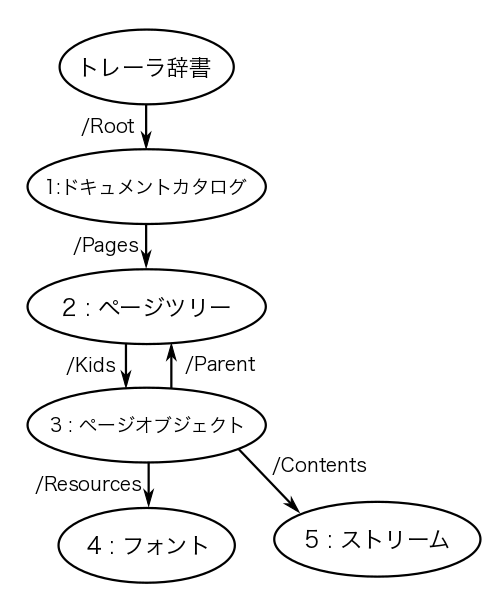 トレーラ辞書
/Root
1:ドキュメントカタログ
/Pages
2 : ページツリー
/Kids
/Parent
3 : ページオブジェクト
/Contents
/Resources
4 : フォント
5 : ストリーム